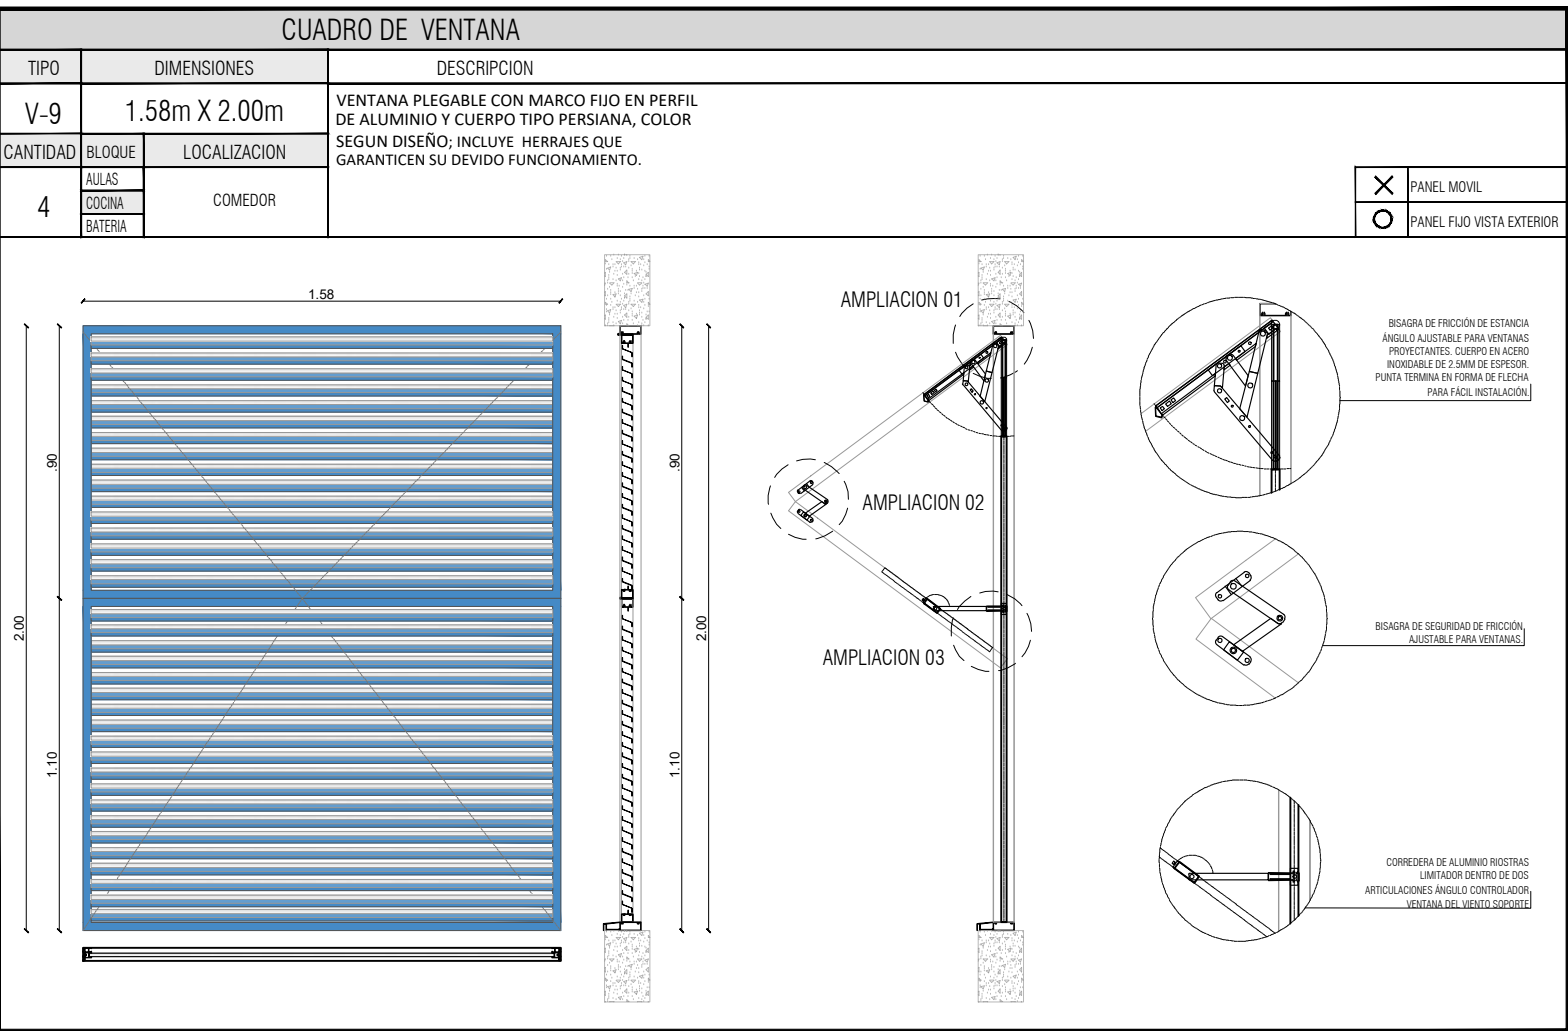 CUADRO DE VENTANA
TIPO
DIMENSIONES
DESCRIPCION
V-9
1.58m X 2.00m
VENTANA PLEGABLE CON MARCO FIJO EN PERFIL
DE ALUMINIO Y CUERPO TIPO PERSIANA, COLOR
SEGUN DISEÑO; INCLUYE HERRAJES QUE
GARANTICEN SU DEVIDO FUNCIONAMIENTO.
CANTIDAD
BLOQUE
LOCALIZACION
4
AULAS
COCINA
BATERIA
COMEDOR
PANEL MOVIL
PANEL FIJO VISTA EXTERIOR
1.58
2.00
.90
1.10
.90
1.10
2.00
AMPLIACION 01
AMPLIACION 02
AMPLIACION 03
BISAGRA DE FRICCIÓN DE ESTANCIA
ÁNGULO AJUSTABLE PARA VENTANAS
PROYECTANTES. CUERPO EN ACERO
INOXIDABLE DE 2.5MM DE ESPESOR.
PUNTA TERMINA EN FORMA DE FLECHA
PARA FÁCIL INSTALACIÓN.
BISAGRA DE SEGURIDAD DE FRICCIÓN
AJUSTABLE PARA VENTANAS.
CORREDERA DE ALUMINIO RIOSTRAS
LIMITADOR DENTRO DE DOS
ARTICULACIONES ÁNGULO CONTROLADOR
VENTANA DEL VIENTO SOPORTE